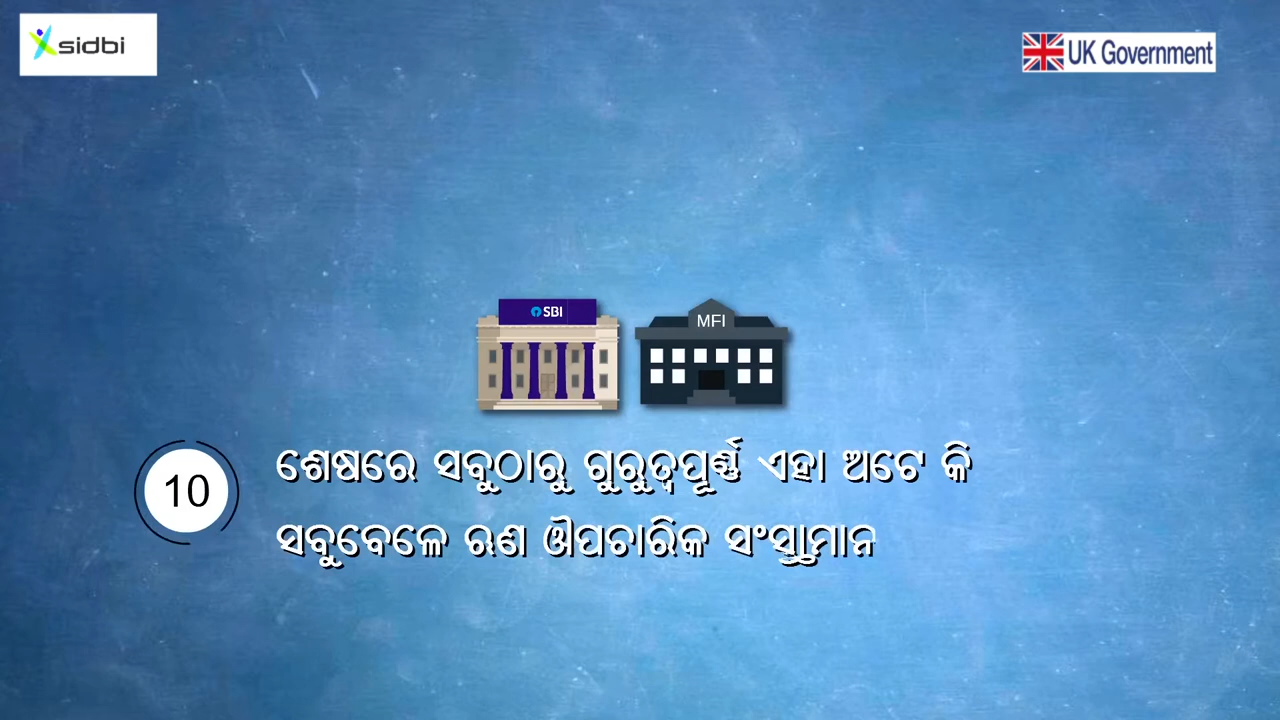 sidbi
UK Government
SBI
MFI
10
ଶେଷରେ ସବୁଠାରୁ ଗୁରୁତ୍ୱପୂର୍ଣ୍ଣ ଏହା ଅଟେ କି
ସବୁବେଳେ ଋଣ ଔପଚାରିକ ସଂସ୍ଥାମାନ